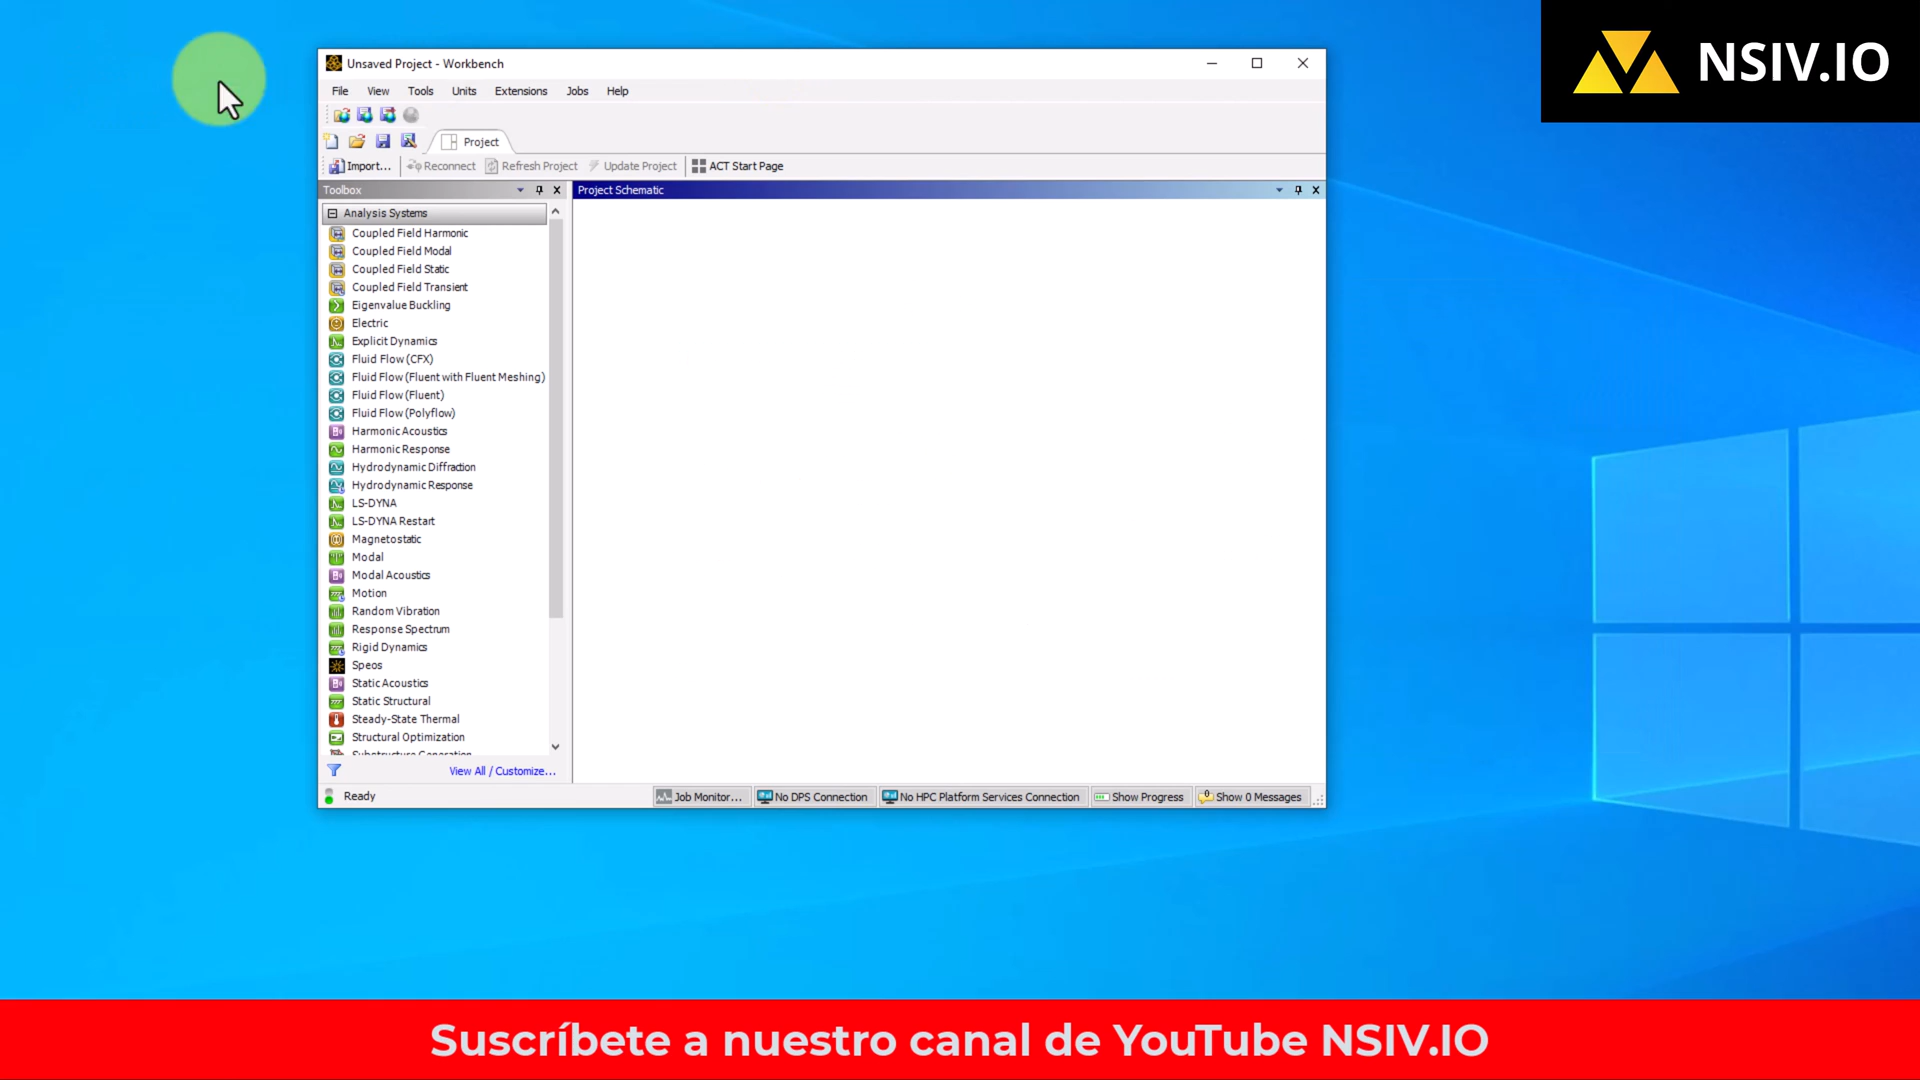 NSIV.IO
Unsaved Project - Workbench
File View Tools Units Extensions Jobs Help
Project
Import... Reconnect Refresh Project Update Project ACT Start Page
Toolbox
Project Schematic
Analysis Systems
Coupled Field Harmonic
Coupled Field Modal
Coupled Field Static
Coupled Field Transient
Eigenvalue Buckling
Electric
Explicit Dynamics
Fluid Flow (CFX)
Fluid Flow (Fluent with Fluent Meshing)
Fluid Flow (Fluent)
Fluid Flow (Polyflow)
Harmonic Acoustics
Harmonic Response
Hydrodynamic Diffraction
Hydrodynamic Response
LS-DYNA
LS-DYNA Restart
Magnetostatic
Modal
Modal Acoustics
Motion
Random Vibration
Response Spectrum
Rigid Dynamics
Speos
Static Acoustics
Static Structural
Steady-State Thermal
Structural Optimization
Substructure Generation
View All / Customize...
Ready
Job Monitor... No DPS Connection No HPC Platform Services Connection Show Progress Show 0 Messages
Suscríbete a nuestro canal de YouTube NSIV.IO